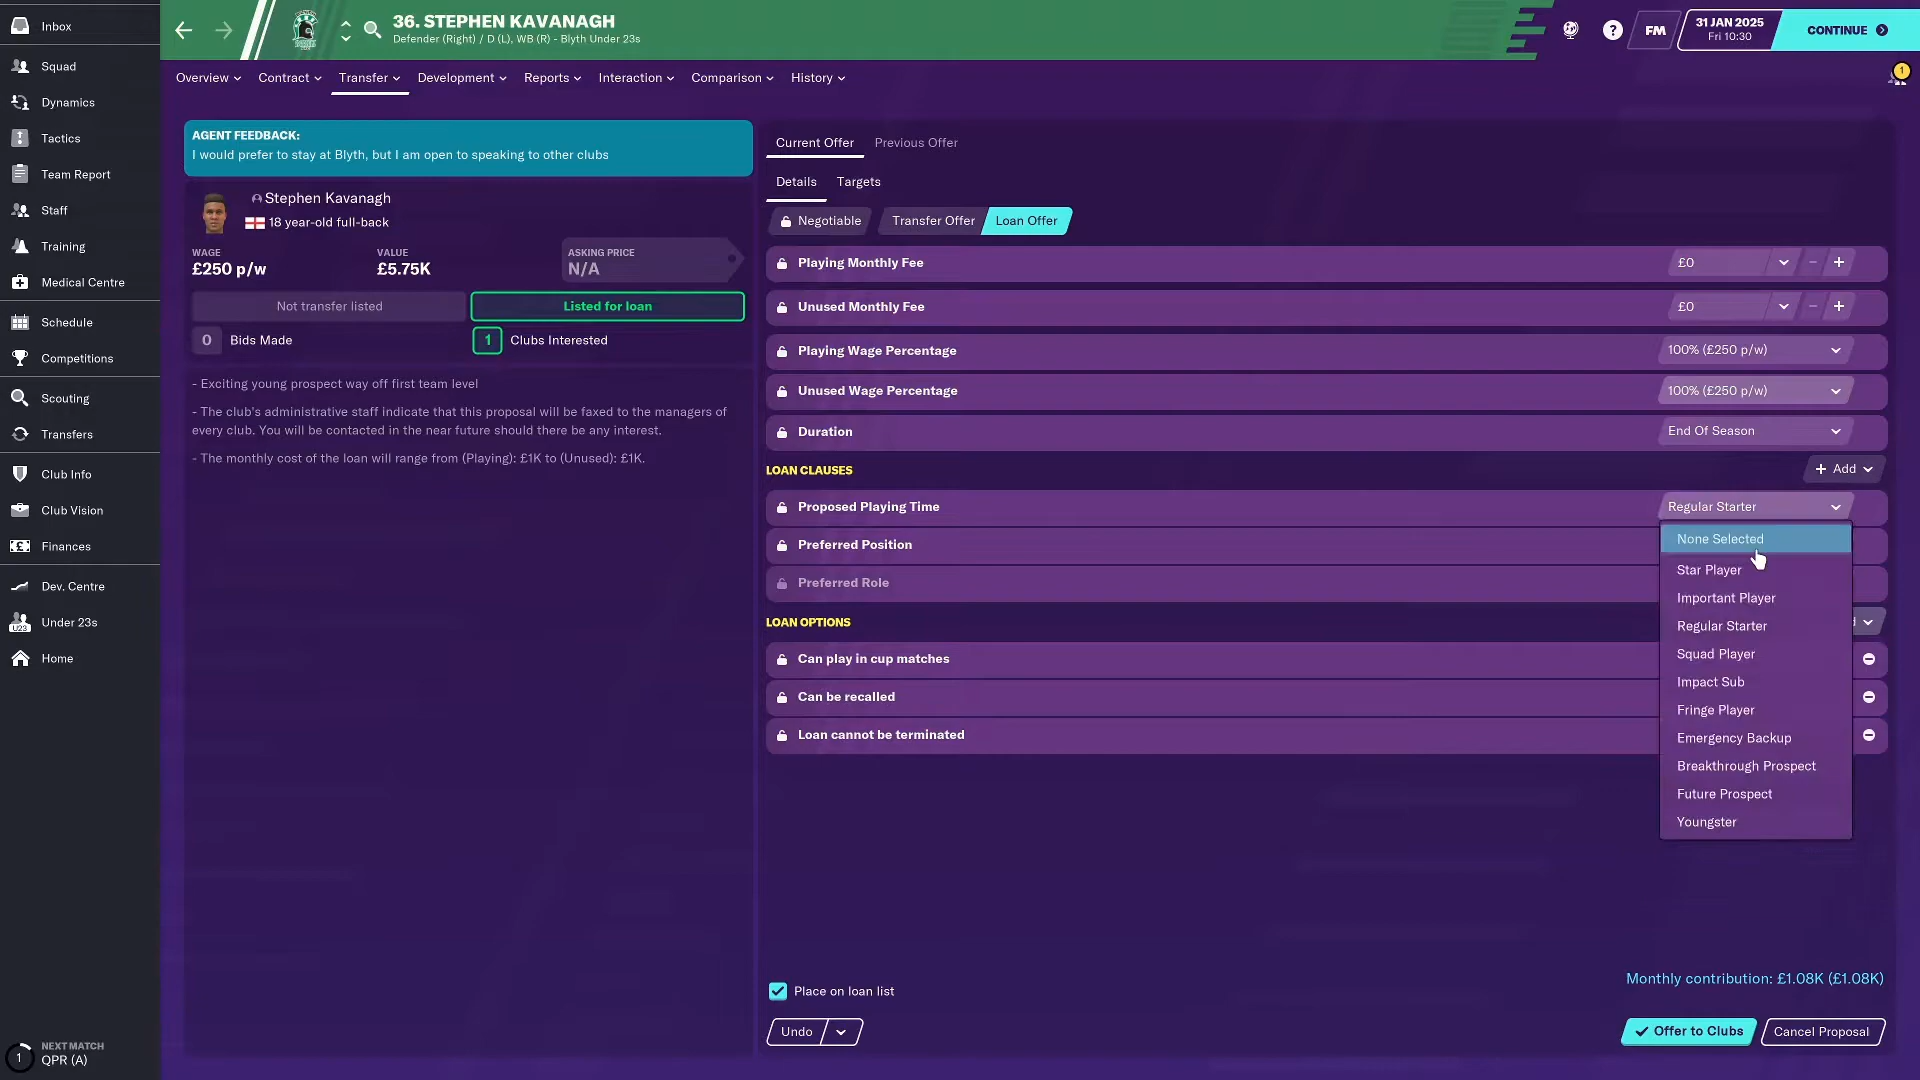 Inbox
Squad
Dynamics
Tactics
Team Report
Staff
Training
Medical Centre
Schedule
Competitions
Scouting
Transfers
Club Info
Club Vision
Finances
Dev. Centre
U23
Under 23s
Home
1
NEXT MATCH
QPR (A)
36. STEPHEN KAVANAGH
Defender (Right) / D (L), WB (R) - Blyth Under 23s
?
FM
31 JAN 2025
Fri 10:30
CONTINUE
1
Overview Contract Transfer Development Reports Interaction Comparison History
AGENT FEEDBACK:
I would prefer to stay at Blyth, but I am open to speaking to other clubs
Stephen Kavanagh
18 year-old full-back
WAGE VALUE ASKING PRICE
£250 p/w £5.75K N/A
Not transfer listed Listed for loan
0 Bids Made 1 Clubs Interested
- Exciting young prospect way off first team level
- The club's administrative staff indicate that this proposal will be faxed to the managers of
every club. You will be contacted in the near future should there be any interest.
- The monthly cost of the loan will range from (Playing): £1K to (Unused): £1K.
Current Offer Previous Offer
Details Targets
Negotiable Transfer Offer Loan Offer
Playing Monthly Fee £0
Unused Monthly Fee £0
Playing Wage Percentage 100% (£250 p/w)
Unused Wage Percentage 100% (£250 p/w)
Duration End Of Season
LOAN CLAUSES + Add
Proposed Playing Time Regular Starter
Preferred Position
Preferred Role
LOAN OPTIONS
Can play in cup matches
Can be recalled
Loan cannot be terminated
None Selected
Star Player
Important Player
Regular Starter
Squad Player
Impact Sub
Fringe Player
Emergency Backup
Breakthrough Prospect
Future Prospect
Youngster
Monthly contribution: £1.08K (£1.08K)
Place on loan list
Undo
Offer to Clubs Cancel Proposal